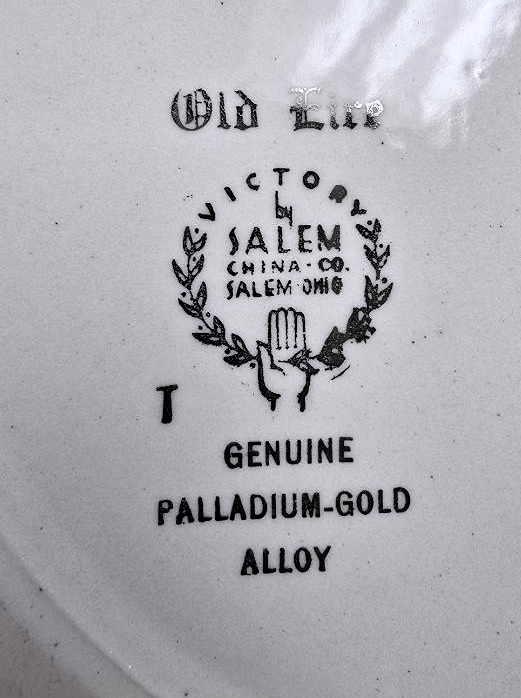 Old Eire
VICTORY
by
SALEM
CHINA · CO.
SALEM · OHIO
T
GENUINE
PALLADIUM-GOLD
ALLOY